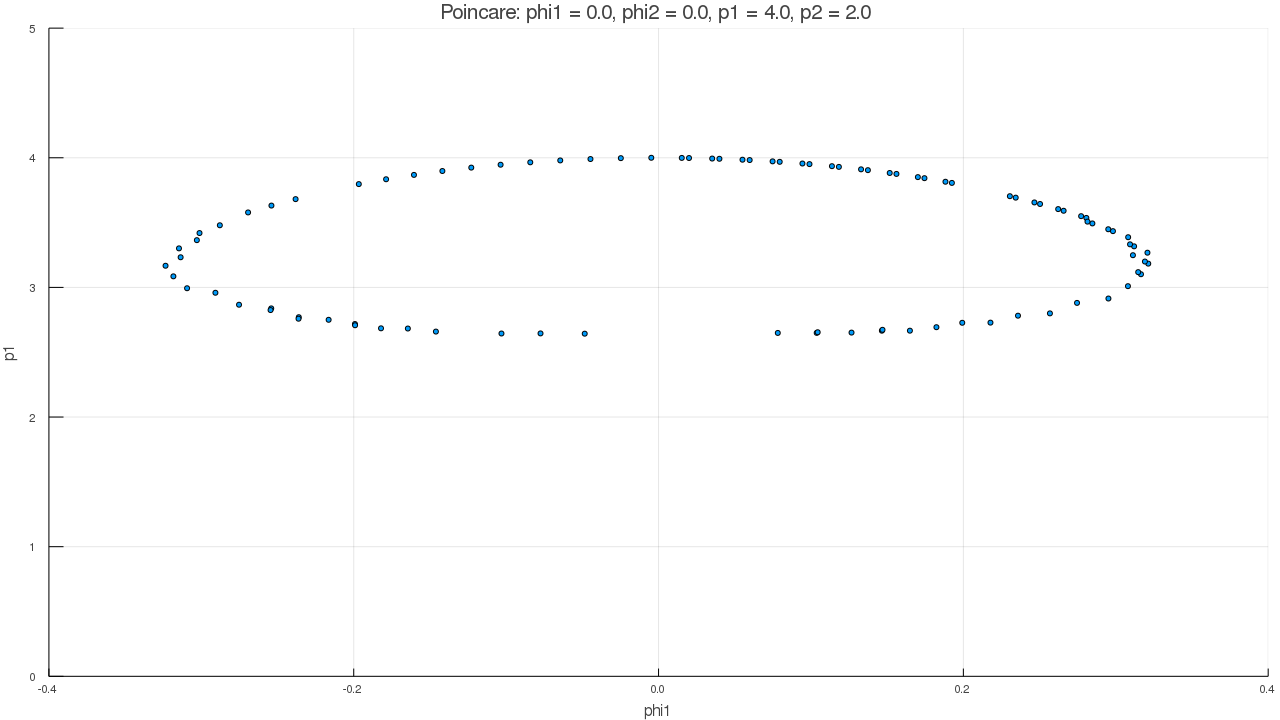 Poincare: phi1 = 0.0, phi2 = 0.0, p1 = 4.0, p2 = 2.0
5
4
3
2
1
0
p1
-0.4 -0.2 0.0 0.2 0.4
phi1